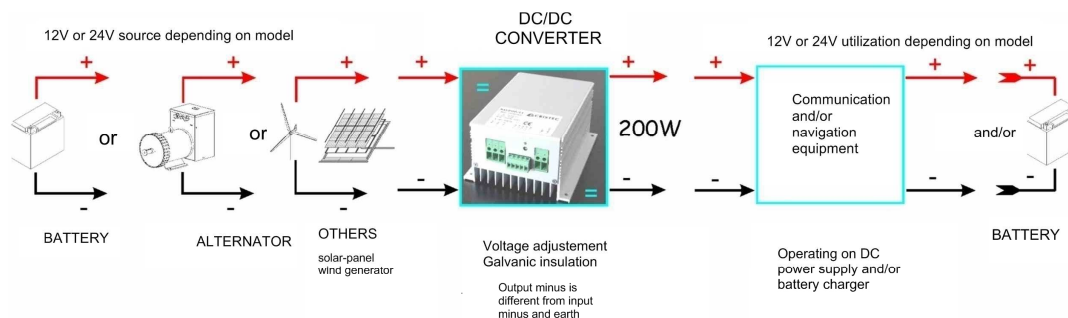 DC/DC
CONVERTER
12V or 24V source depending on model
12V or 24V utilization depending on model
+
+
+
+
=
+
+
+
+
or
or
200W
Communication
and/or
navigation
equipment
and/or
-
-
-
-
=
-
-
-
-
BATTERY
ALTERNATOR
OTHERS
solar-panel
wind generator
Voltage adjustement
Galvanic insulation
Output minus is
different from input
minus and earth
Operating on DC
power supply and/or
battery charger
BATTERY